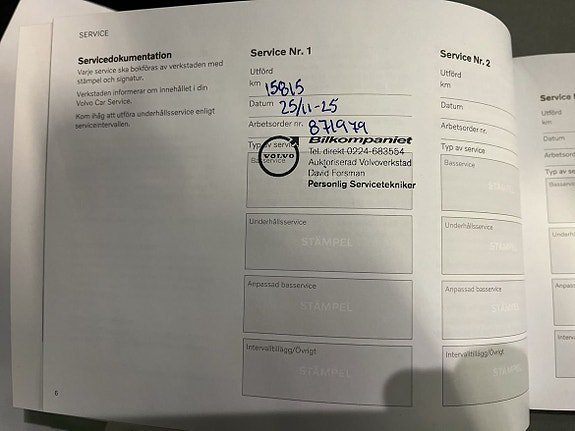 SERVICE
Servicedokumentation
Varje service ska bokföras av verkstaden med
stämpel och signatur.
Verkstaden informerar om innehållet i din
Volvo Car Service.
Kom ihåg att utföra underhållsservice enligt
serviceintervallen.
Service Nr. 1
Utförd
km 15815
Datum 25/11-25
Arbetsorder nr. 871979
Typ av service
Basservice
VOLVO
Bilkompaniet
Tel. direkt 0224-683554
Auktoriserad Volvoverkstad
David Forsman
Personlig Servicetekniker
Underhållsservice
STÄMPEL
Anpassad basservice
STÄMPEL
Intervalltillägg/Övrigt
STÄMPEL
Service Nr. 2
Utförd
km
Datum
Arbetsorder nr.
Typ av service
Basservice
STÄMPEL
Underhållsservice
STÄMPEL
Anpassad basservice
STÄMPEL
Intervalltillägg/Övrigt
STÄMPEL
Service
Utförd
km
Datum
Arbetsorder
Typ av
6